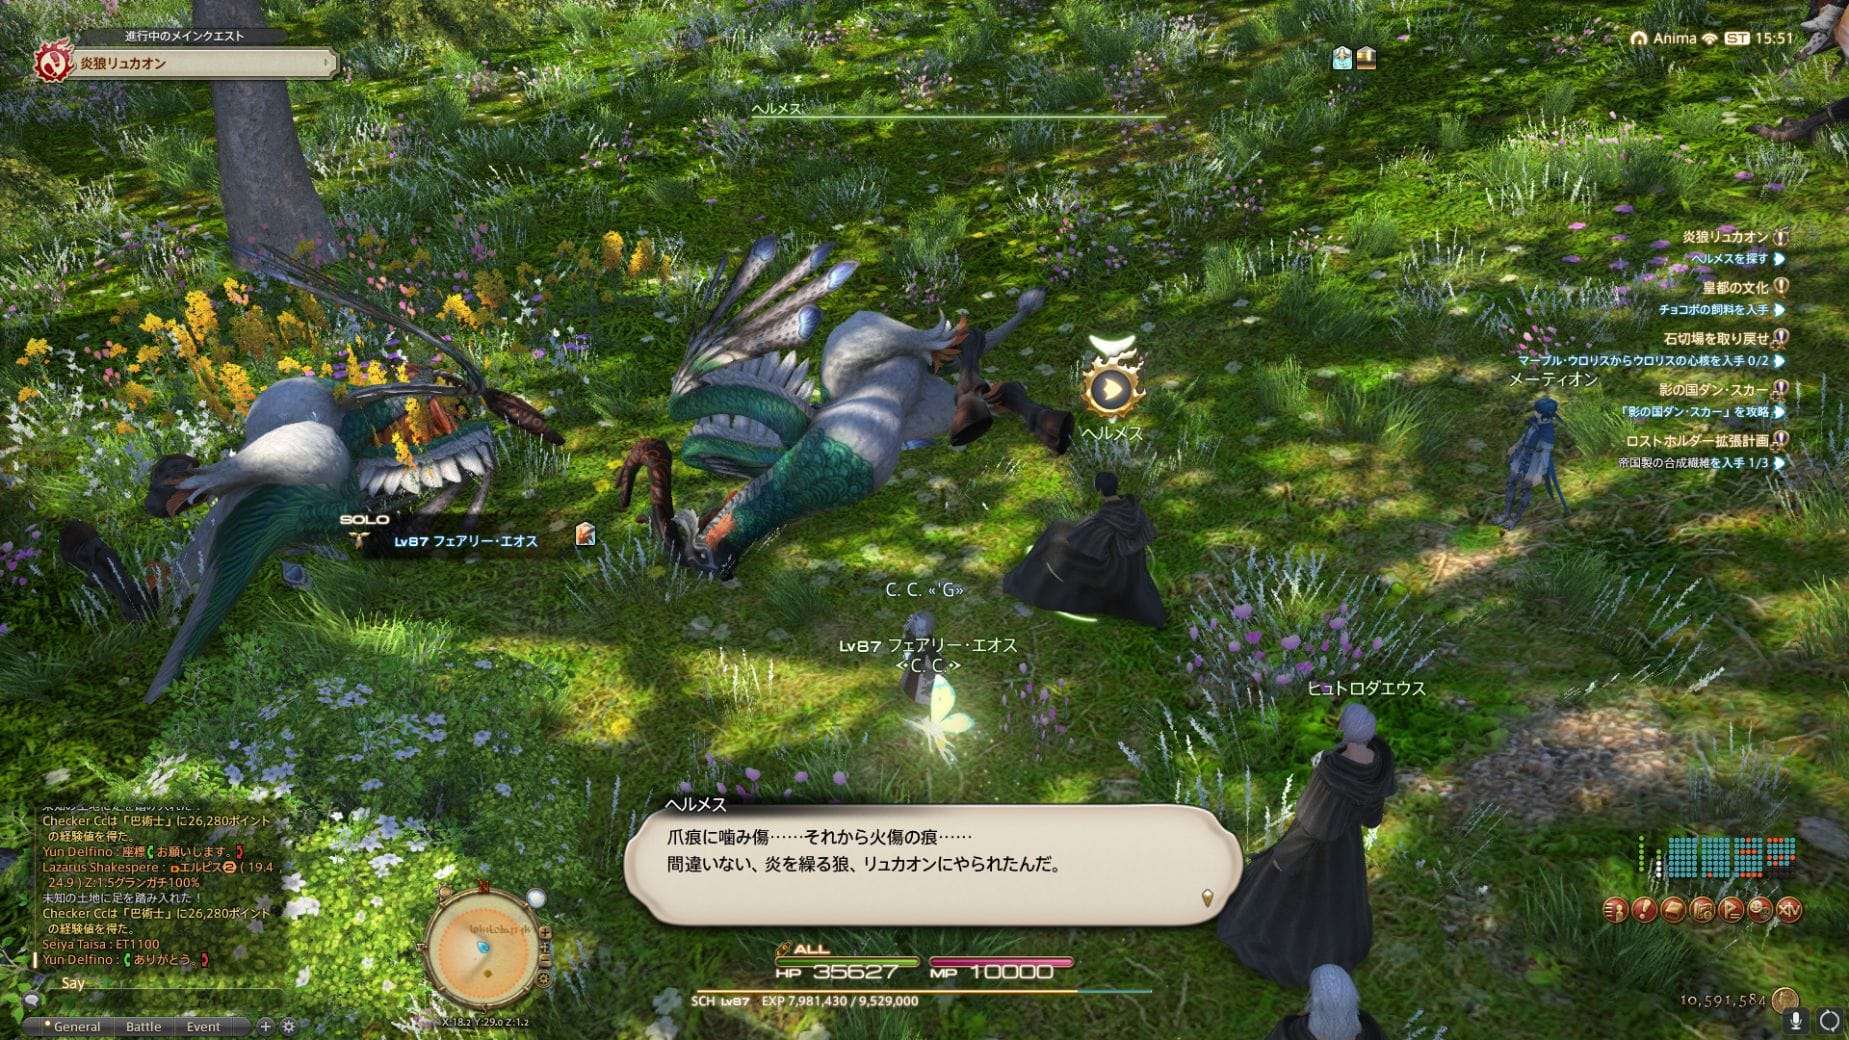 進行中のメインクエスト
炎狼リュカオン
Anima
ST 15:51
ヘルメス
炎狼リュカオン
ヘルメスを探す
皇都の文化
チョコボの飼料を入手
石切場を取り戻せ
マーブル・ウロリスからウロリスの心核を入手 0/2
メーティオン
影の国ダン・スカー
「影の国ダン・スカー」を攻略
ロストホルダー拡張計画
帝国製の合成繊維を入手 1/3
ヘルメス
SOLO
Lv87 フェアリー・エオス
C. C. «'G»
Lv87 フェアリー・エオス
<・C. C.・>
ヒュトロダエウス
ヘルメス
爪痕に噛み傷……それから火傷の痕……
間違いない、炎を繰る狼、リュカオンにやられたんだ。
未知の土地に足を踏み入れた!
Checker Ccは「巴術士」に26,280ポイント
の経験値を得た。
Yun Delfino : 座標 お願いします。
Lazarus Shakespere : エルピス2 ( 19.4
24.9 ) Z:1.5グランガチ100%
未知の土地に足を踏み入れた!
Checker Ccは「巴術士」に26,280ポイント
の経験値を得た。
Seiya Taisa : ET1100
Yun Delfino : ありがとう。
Say
General Battle Event
X:18.2 Y:29.0 Z:1.2
ALL
HP 35627 MP 10000
SCH Lv87 EXP 7,981,430 / 9,529,000
XIV
10,591,584